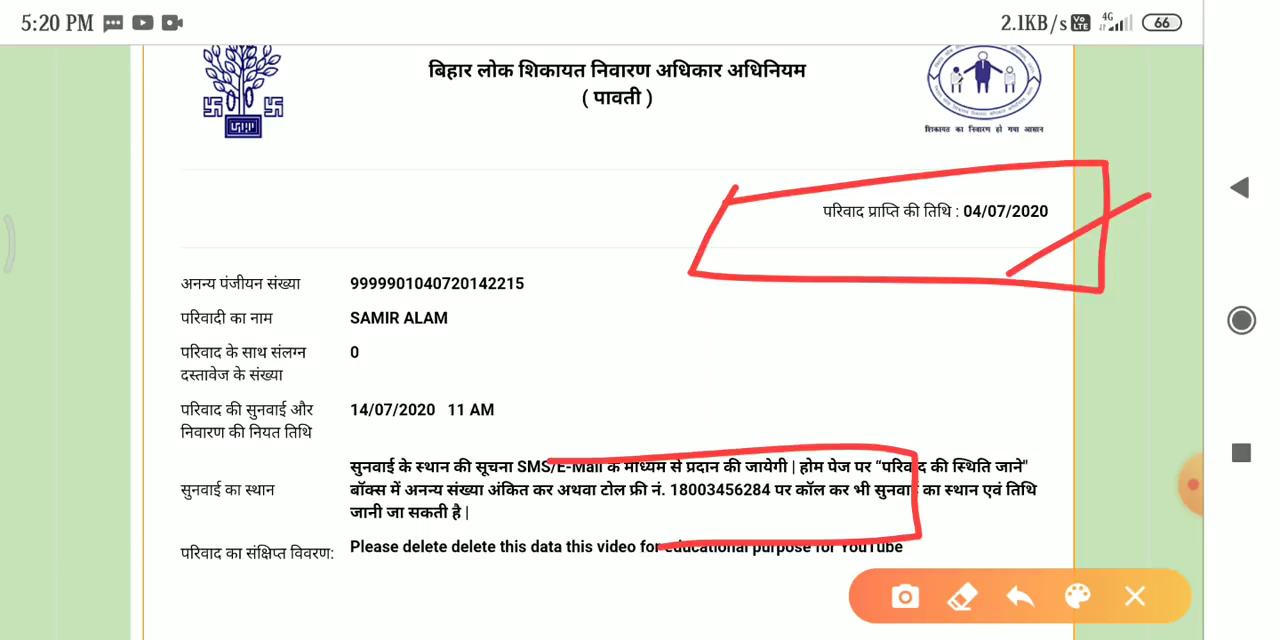 5:20 PM
2.1KB/s Vo LTE 4G 66
बिहार लोक शिकायत निवारण अधिकार अधिनियम
( पावती )
शिकायत का निवारण हो गया आसान
परिवाद प्राप्ति की तिथि : 04/07/2020
अनन्य पंजीयन संख्या 9999901040720142215
परिवादी का नाम SAMIR ALAM
परिवाद के साथ संलग्न 0
दस्तावेज के संख्या
परिवाद की सुनवाई और 14/07/2020 11 AM
निवारण की नियत तिथि
सुनवाई के स्थान की सूचना SMS/E-Mail के माध्यम से प्रदान की जायेगी | होम पेज पर “परिवाद की स्थिति जाने"
सुनवाई का स्थान बॉक्स में अनन्य संख्या अंकित कर अथवा टोल फ्री नं. 18003456284 पर कॉल कर भी सुनवाई का स्थान एवं तिथि
जानी जा सकती है |
परिवाद का संक्षिप्त विवरण: Please delete delete this data this video for educational purpose for YouTube